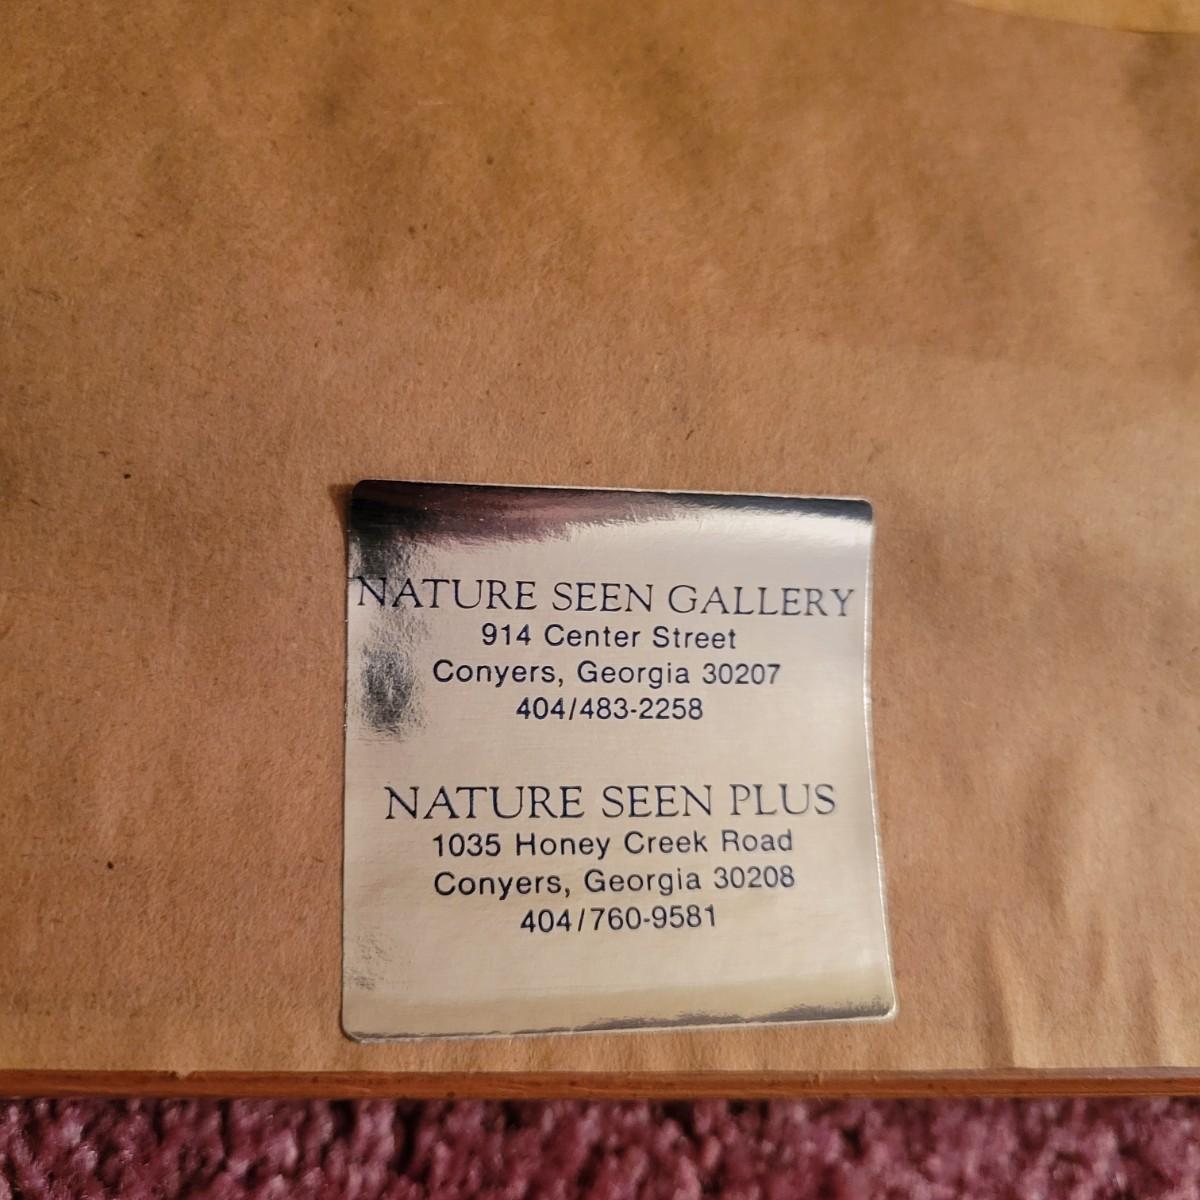 NATURE SEEN GALLERY
914 Center Street
Conyers, Georgia 30207
404/483-2258
NATURE SEEN PLUS
1035 Honey Creek Road
Conyers, Georgia 30208
404/760-9581